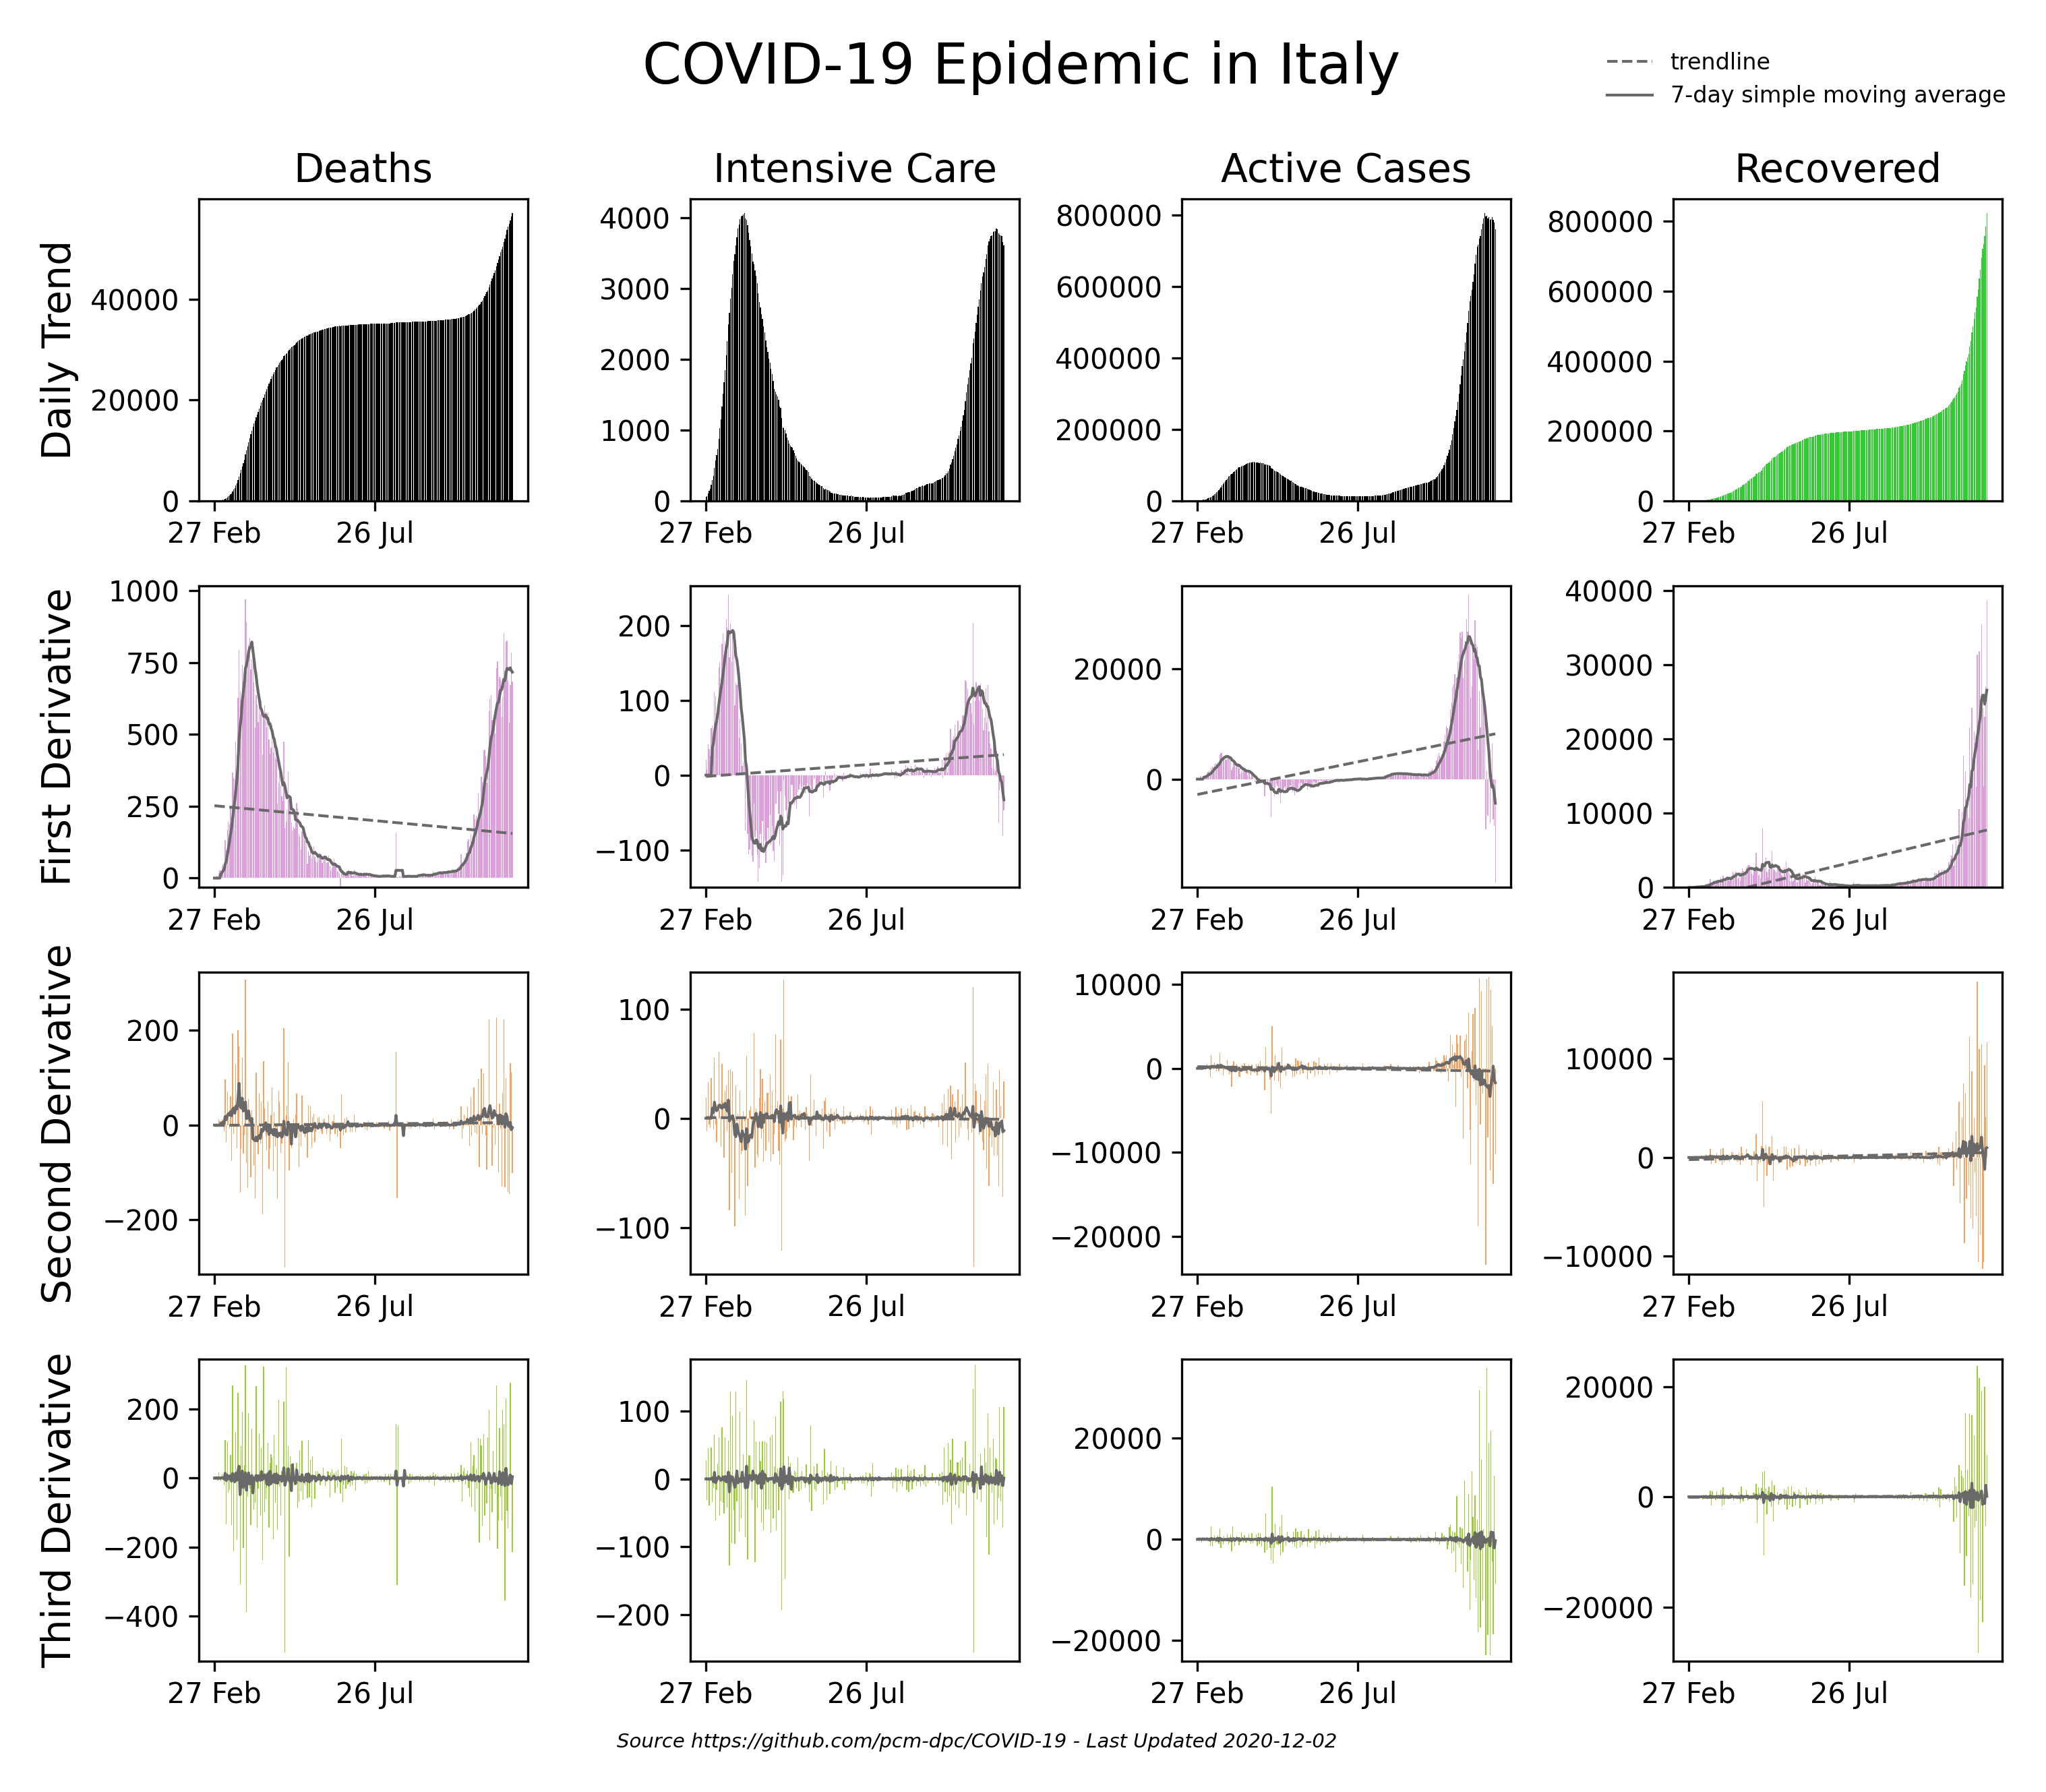 COVID-19 Epidemic in Italy
trendline
7-day simple moving average
Deaths
Intensive Care
Active Cases
Recovered
Daily Trend
40000
20000
0
27 Feb
26 Jul
4000
3000
2000
1000
0
27 Feb
26 Jul
800000
600000
400000
200000
0
27 Feb
26 Jul
800000
600000
400000
200000
0
27 Feb
26 Jul
First Derivative
1000
750
500
250
0
27 Feb
26 Jul
200
100
0
−100
27 Feb
26 Jul
20000
0
27 Feb
26 Jul
40000
30000
20000
10000
0
27 Feb
26 Jul
Second Derivative
200
0
−200
27 Feb
26 Jul
100
0
−100
27 Feb
26 Jul
10000
0
−10000
−20000
27 Feb
26 Jul
10000
0
−10000
27 Feb
26 Jul
Third Derivative
200
0
−200
−400
27 Feb
26 Jul
100
0
−100
−200
27 Feb
26 Jul
20000
0
−20000
27 Feb
26 Jul
20000
0
−20000
27 Feb
26 Jul
Source https://github.com/pcm-dpc/COVID-19 - Last Updated 2020-12-02